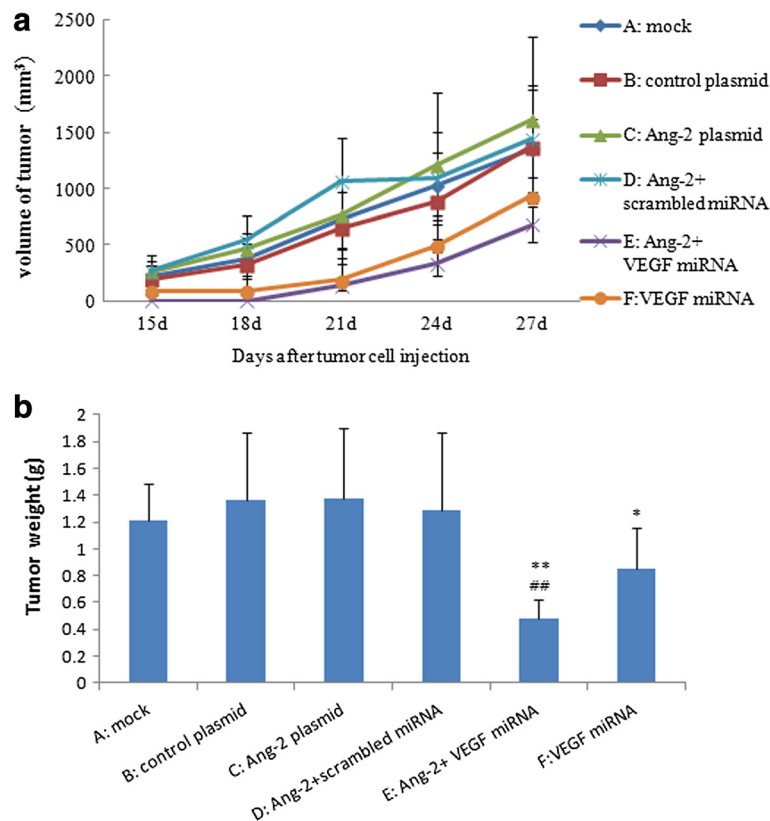 a
volume of tumor (mm³)
2500
2000
1500
1000
500
0
15d 18d 21d 24d 27d
Days after tumor cell injection
A: mock
B: control plasmid
C: Ang-2 plasmid
D: Ang-2+
scrambled miRNA
E: Ang-2+
VEGF miRNA
F:VEGF miRNA
b
Tumor weight(g)
2
1.8
1.6
1.4
1.2
1
0.8
0.6
0.4
0.2
0
**
##
*
A: mock
B: control plasmid
C: Ang-2 plasmid
D: Ang-2+scrambled miRNA
E: Ang-2+ VEGF miRNA
F:VEGF miRNA